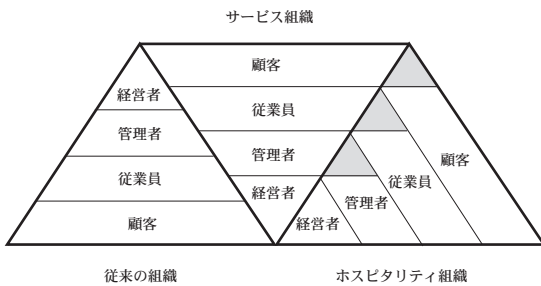 サービス組織
顧客
従業員
管理者
経営者
経営者
管理者
従業員
顧客
経営者
管理者
従業員
顧客
従来の組織
ホスピタリティ組織